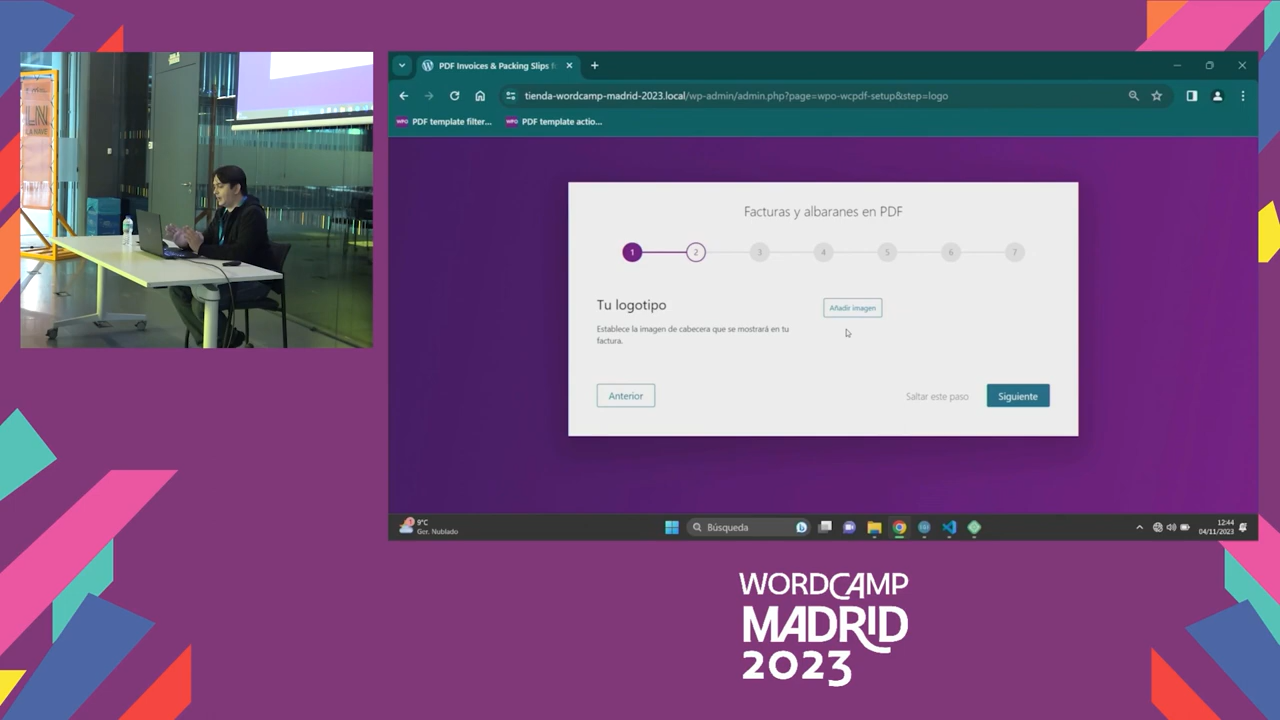 PDF Invoices & Packing Slips f
tienda-wordcamp-madrid-2023.local/wp-admin/admin.php?page=wpo-wcpdf-setup&step=logo
WPO PDF template filter...
WPO PDF template actio...
Facturas y albaranes en PDF
1 2 3 4 5 6 7
Tu logotipo
Añadir imagen
Establece la imagen de cabecera que se mostrará en tu
factura.
Anterior
Saltar este paso
Siguiente
9°C
Gcr. Nublado
Búsqueda
12:44
04/11/2023
WORDCAMP
MADRID
2023